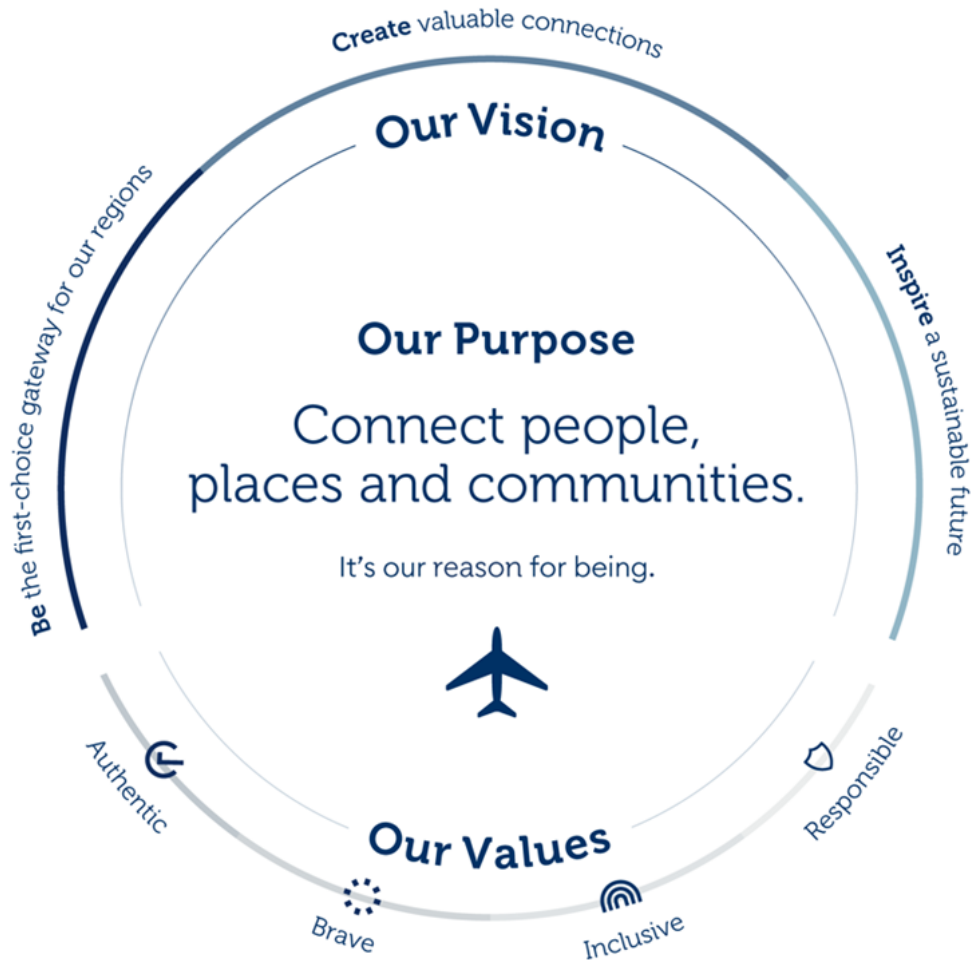 Create valuable connections
Our Vision
Be the first-choice gateway for our regions
Inspire a sustainable future
Our Purpose
Connect people,
places and communities.
It's our reason for being.
Our Values
Authentic
Brave
Inclusive
Responsible